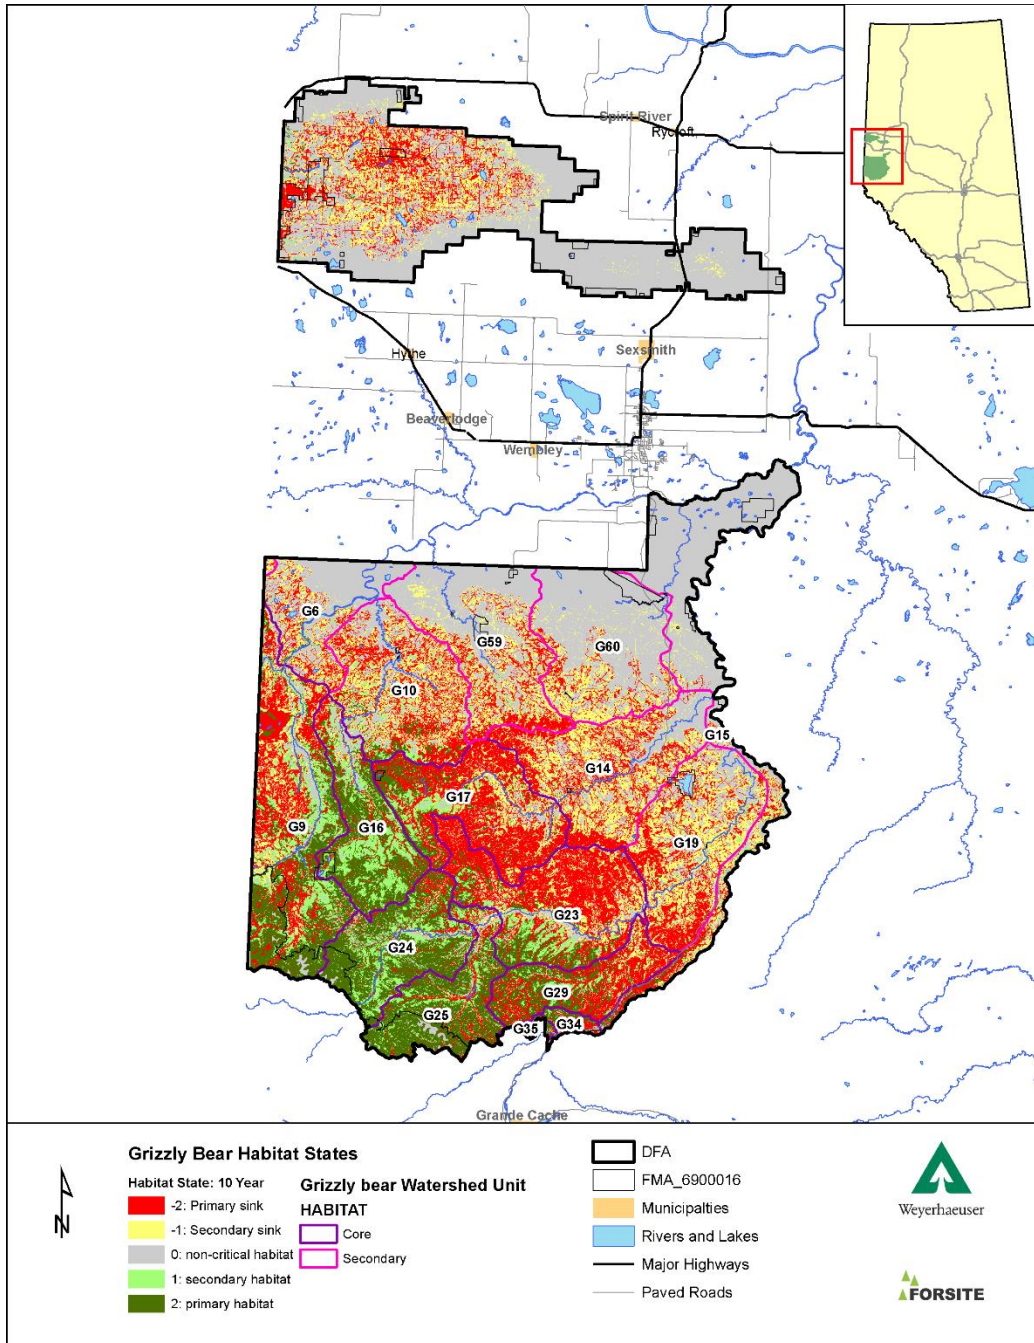 Spirit River
Rycroft
Hythe
Sexsmith
Beaverlodge
Wembley
G6
G59
G60
G10
G15
G14
G17
G9
G16
G19
G23
G24
G29
G25
G35
G34
Grande Cache
N
Grizzly Bear Habitat States
Habitat State: 10 Year
-2: Primary sink
-1: Secondary sink
0: non-critical habitat
1: secondary habitat
2: primary habitat
Grizzly bear Watershed Unit
HABITAT
Core
Secondary
DFA
FMA_6900016
Municipalties
Rivers and Lakes
Major Highways
Paved Roads
Weyerhaeuser
FORSITE